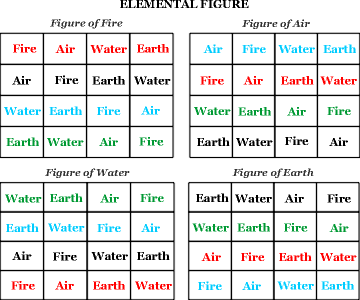 ELEMENTAL FIGURE
Figure of Fire
Fire Air Water Earth
Air Fire Earth Water
Water Earth Fire Air
Earth Water Air Fire
Figure of Air
Air Fire Water Earth
Fire Air Earth Water
Water Earth Air Fire
Earth Water Fire Air
Figure of Water
Water Earth Air Fire
Earth Water Fire Air
Air Fire Water Earth
Fire Air Earth Water
Figure of Earth
Earth Water Air Fire
Water Earth Fire Air
Air Fire Earth Water
Fire Air Water Earth